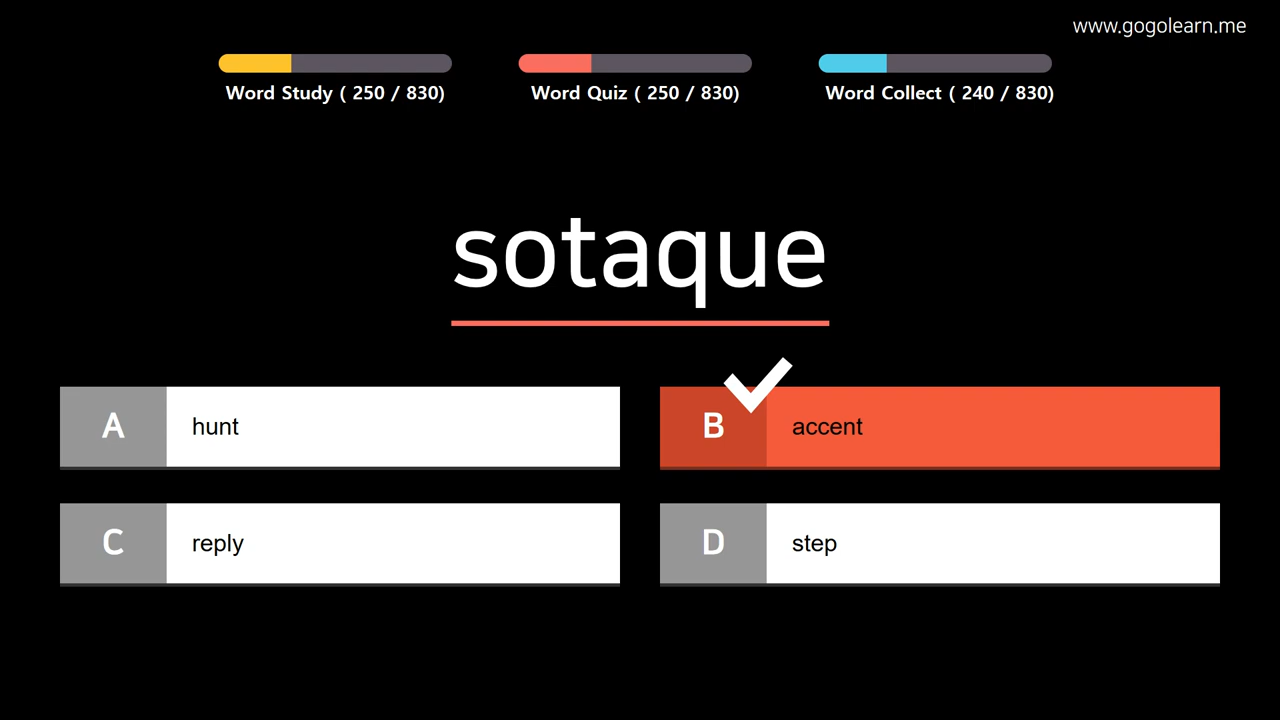 www.gogolearn.me
Word Study ( 250 / 830)
Word Quiz ( 250 / 830)
Word Collect ( 240 / 830)
sotaque
A hunt
B accent
C reply
D step